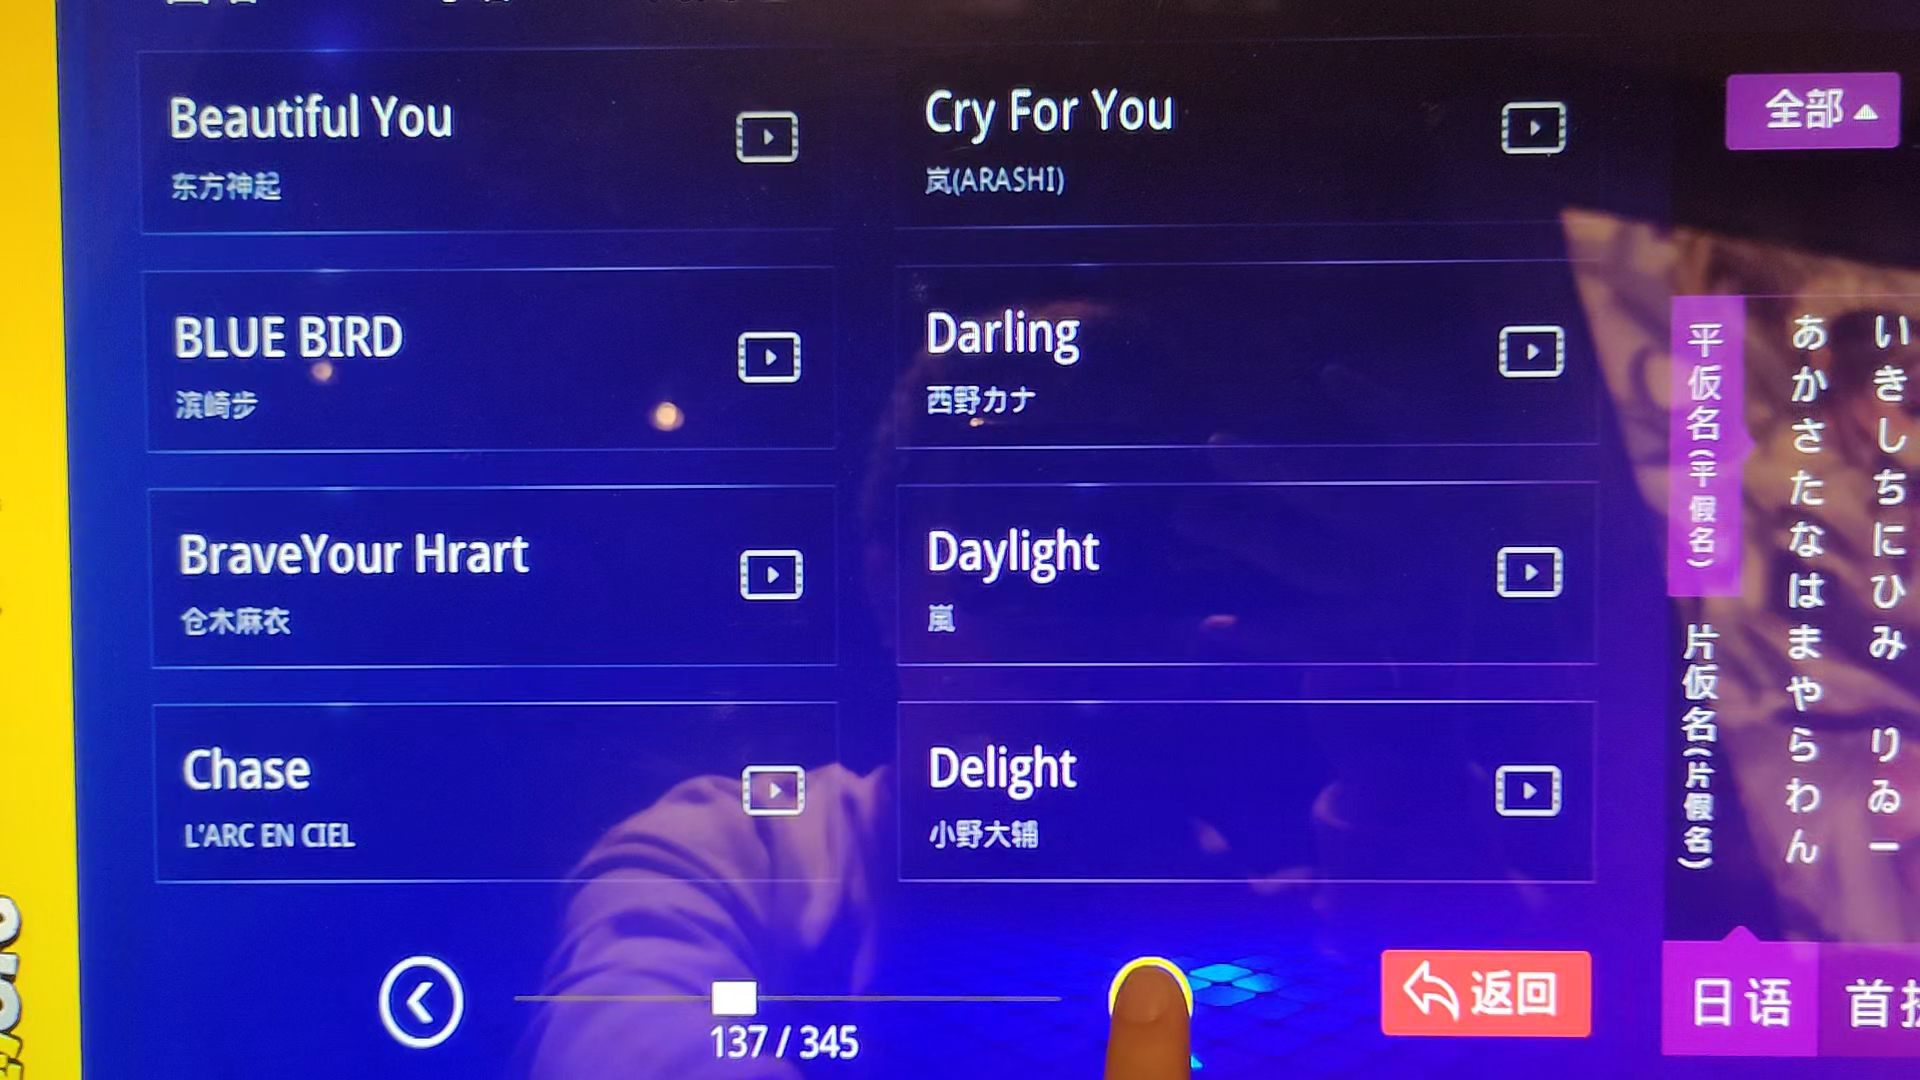 Beautiful You
东方神起
Cry For You
岚(ARASHI)
BLUE BIRD
滨崎步
Darling
西野カナ
BraveYour Hrart
仓木麻衣
Daylight
嵐
Chase
L'ARC EN CIEL
Delight
小野大辅
137 / 345
返回
全部
平仮名(平假名)
片仮名(片假名)
あかさたなはまやらわん
いきしちにひみ りゐー
日语
首